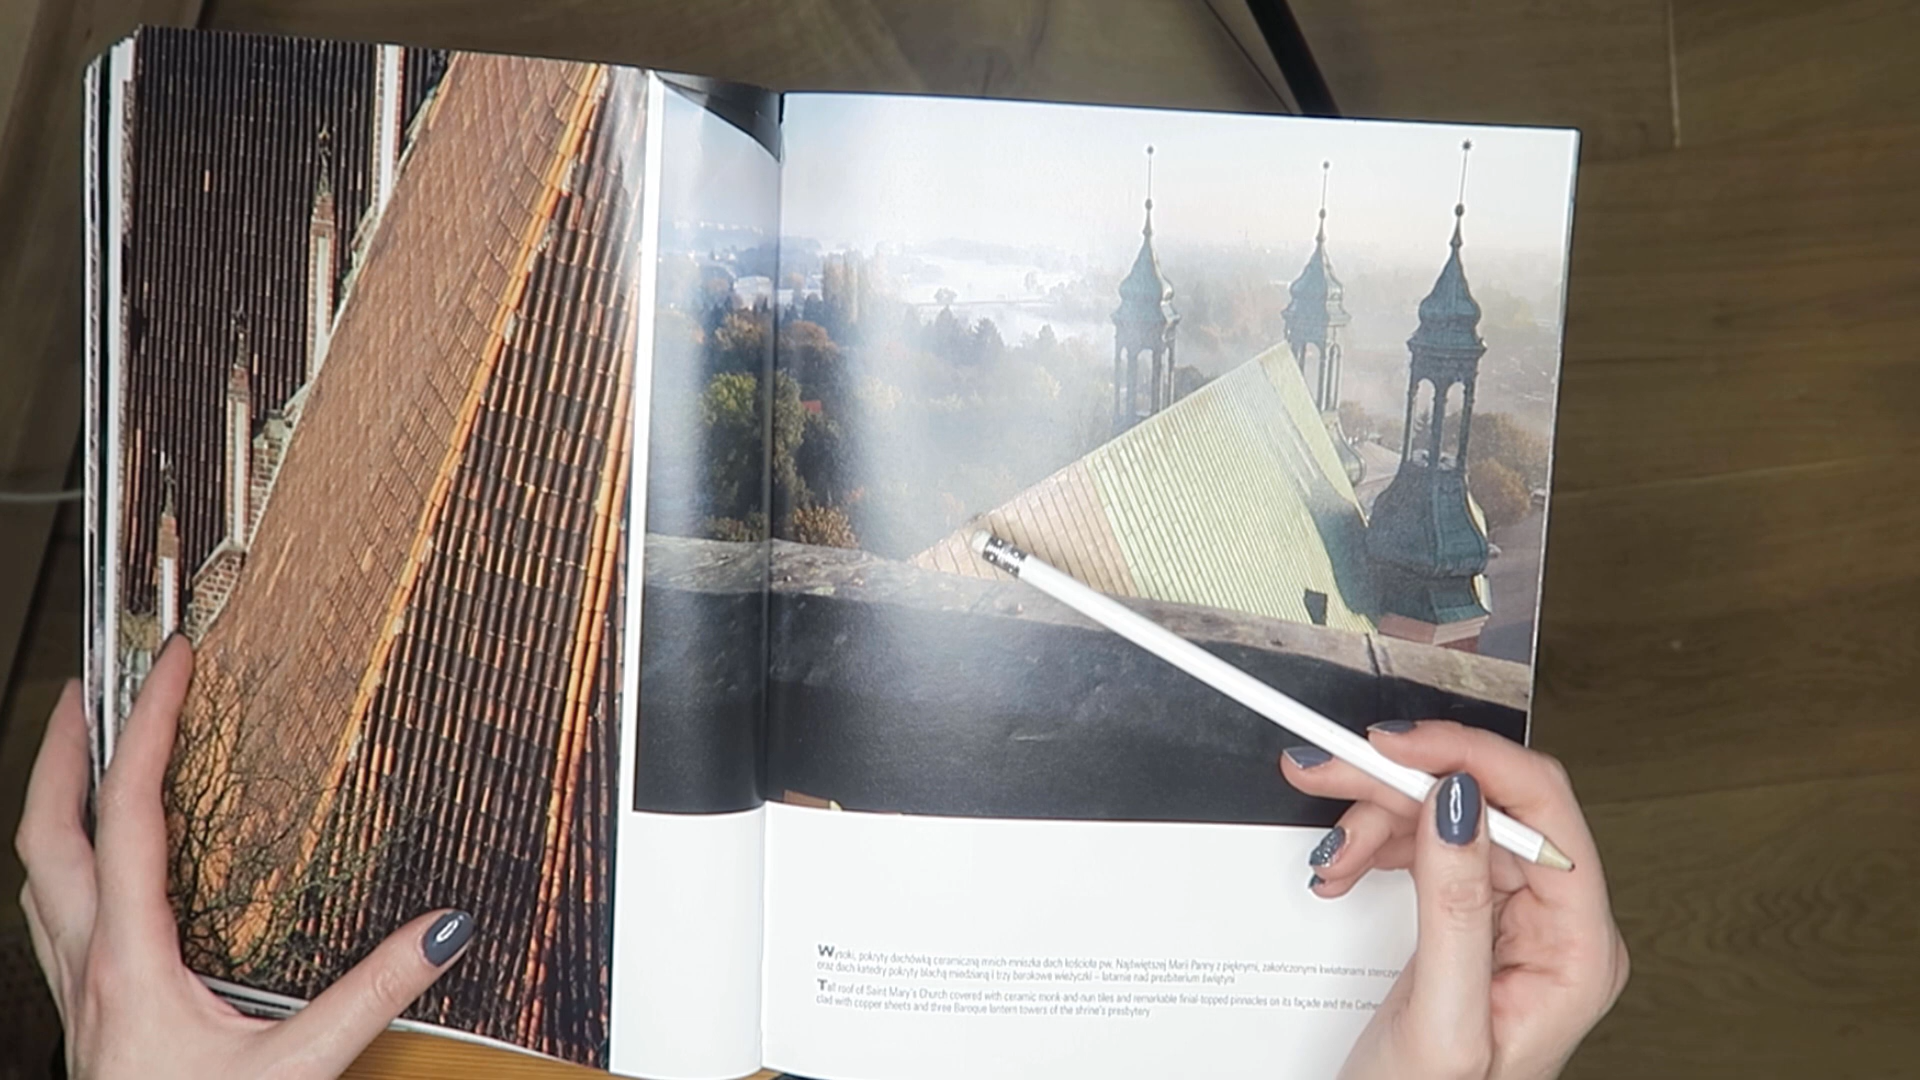 Wysoki, pokryty dachówką ceramiczną mnich mniszka dach kościoła pw. Najświętszej Marii Panny z pięknymi, zakończonymi kwiatonami
oraz dach katedry pokryty blachą miedzianą i trzy barokowe wieżyczki – latarnie nad prezbiterium świątyni
Tall roof of Saint Mary's Church covered with ceramic monk-and-nun tiles and remarkable finial-topped pinnacles on its façade and the
clad with copper sheets and three Baroque lantern towers of the shrine's presbytery